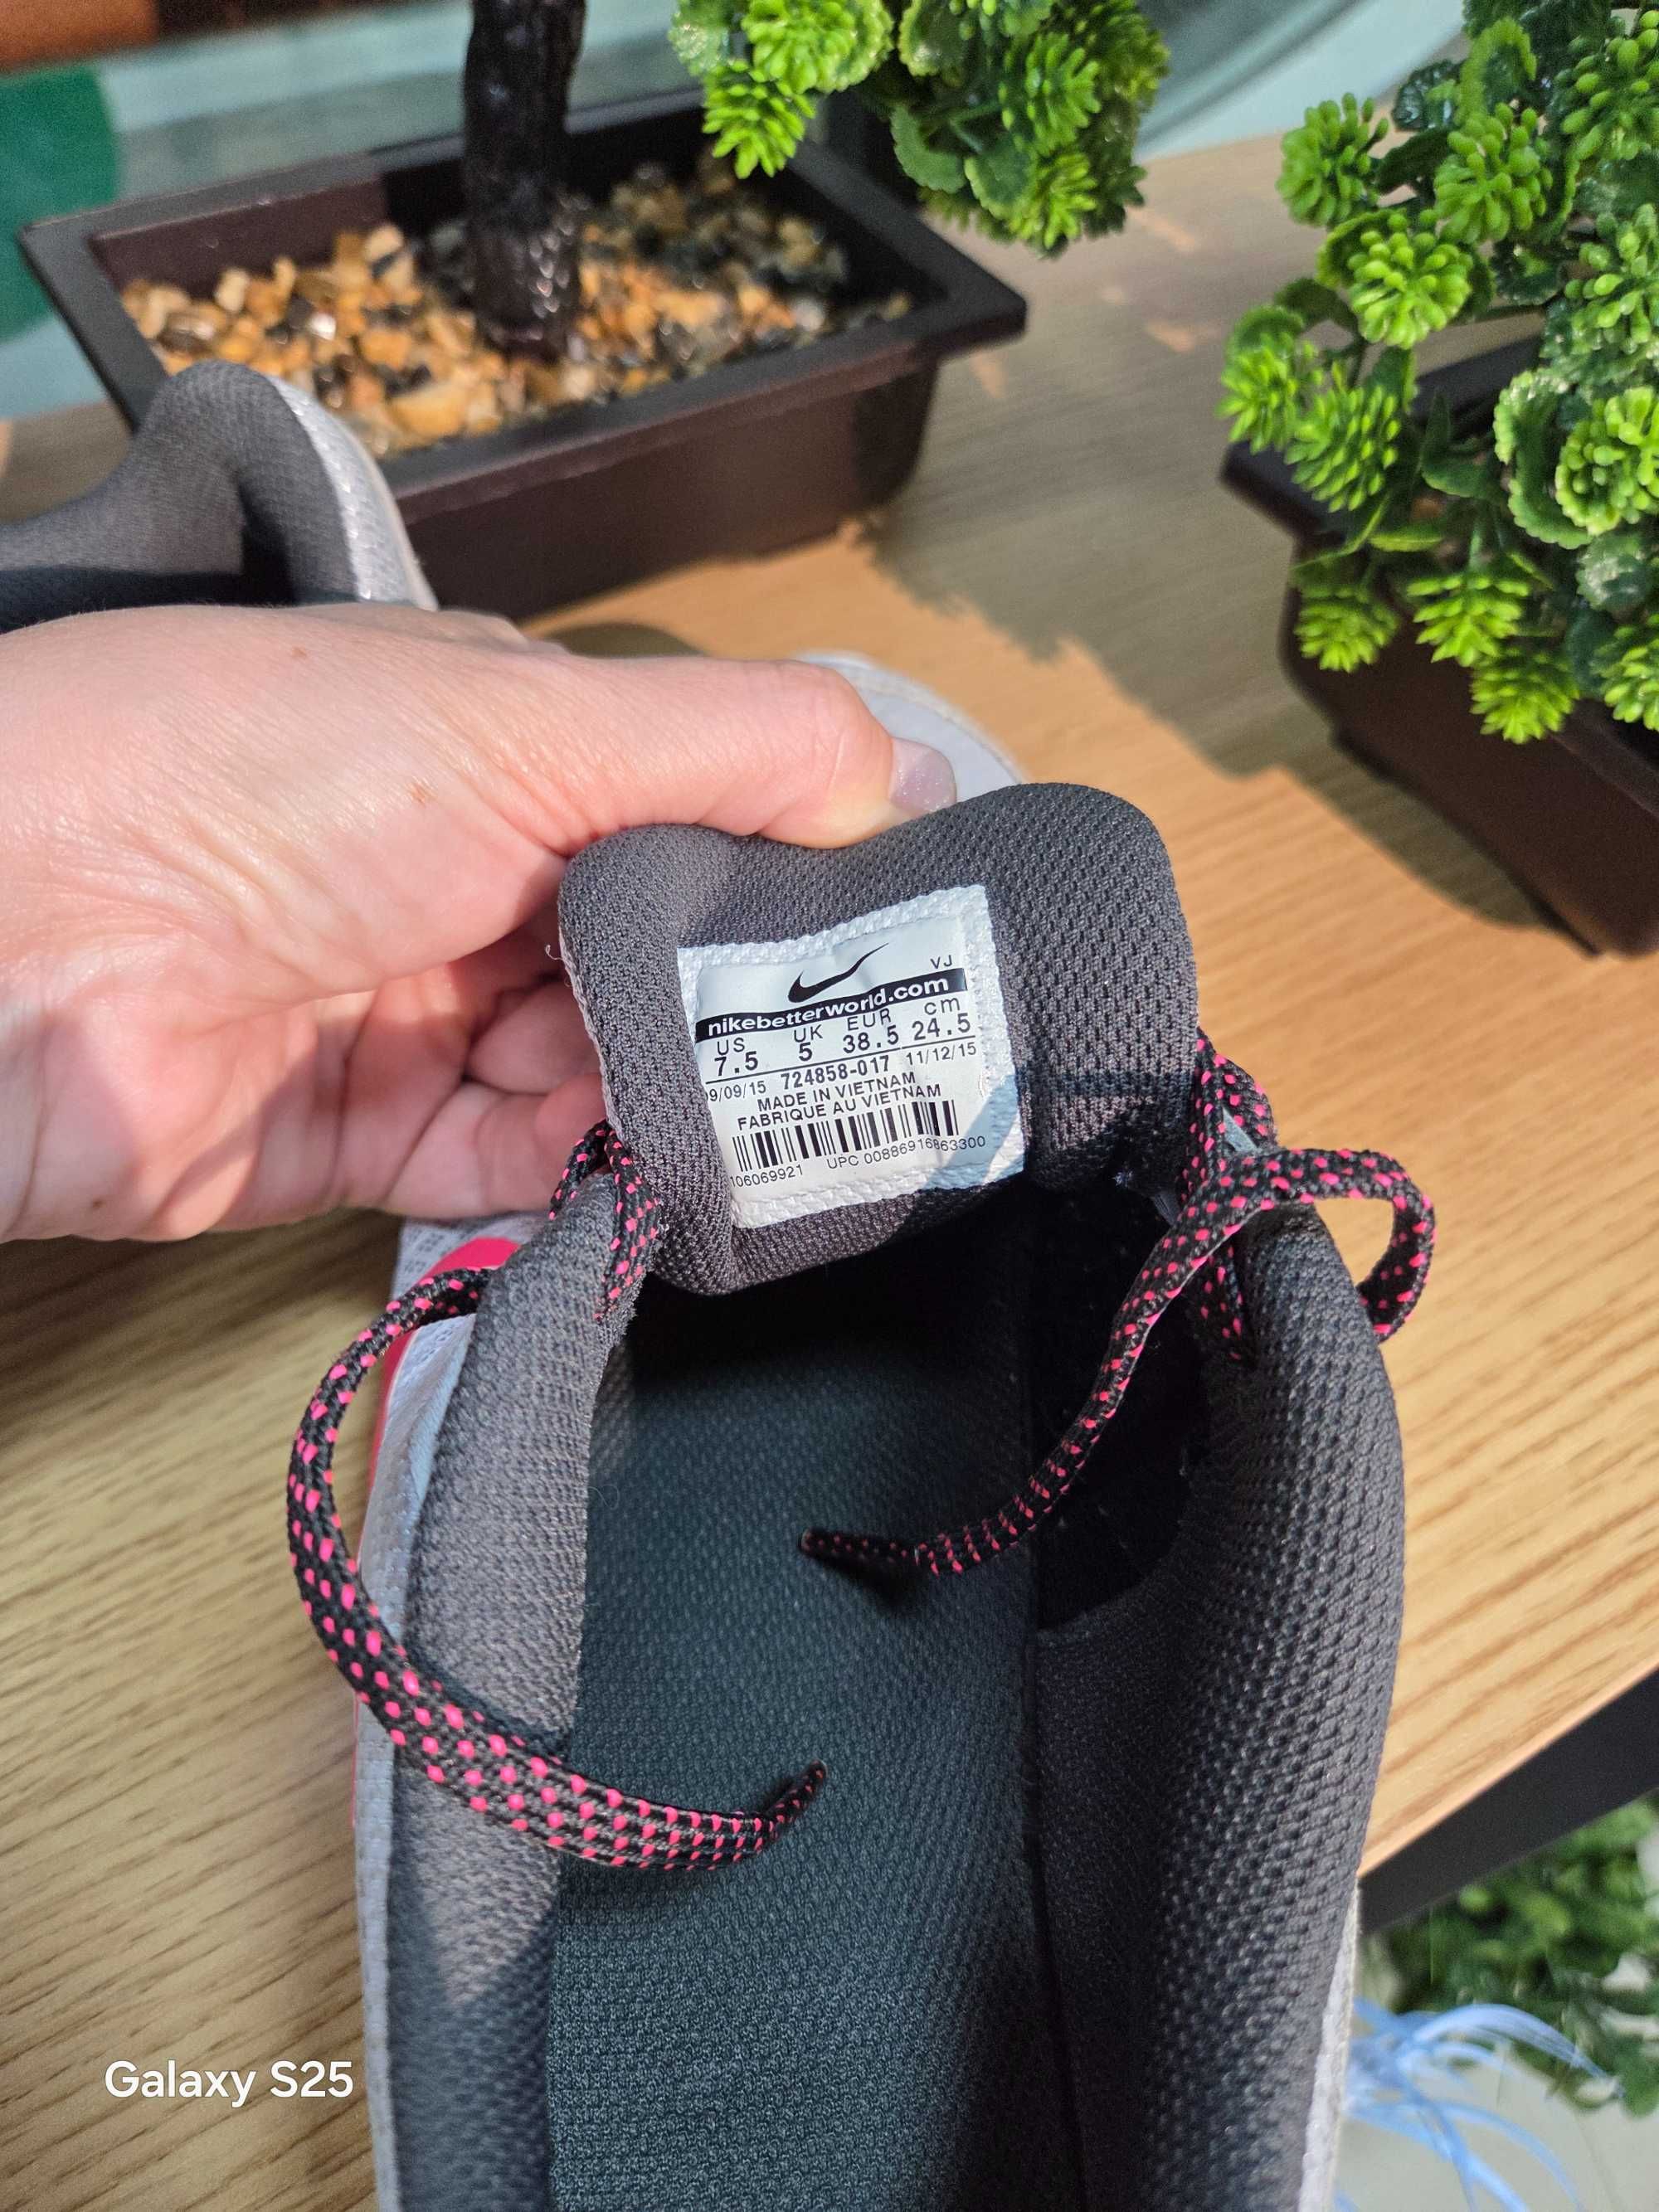 VJ
nikebetterworld.com
US UK EUR cm
7.5 5 38.5 24.5
9/09/15 724858-017 11/12/15
MADE IN VIETNAM
FABRIQUE AU VIETNAM
106069921 UPC 00886916863300
Galaxy S25